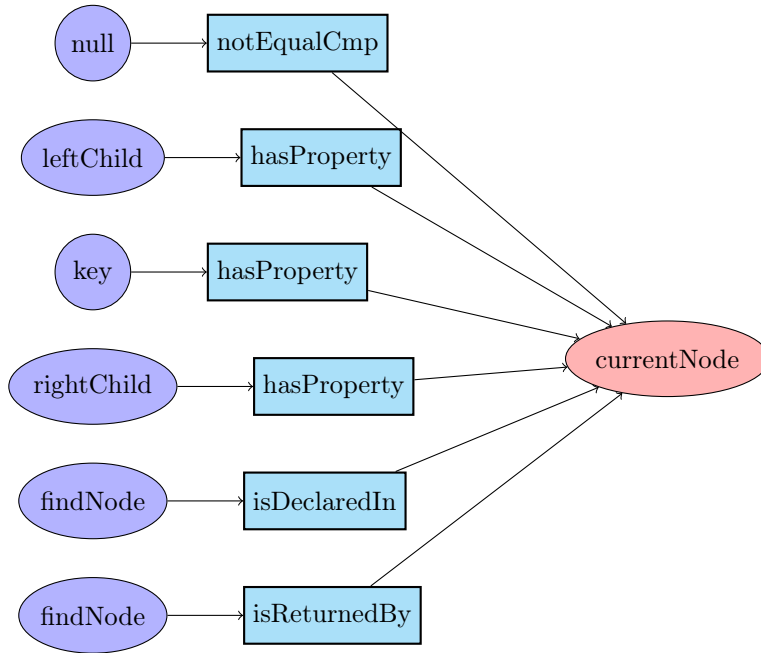 null
notEqualCmp
leftChild
hasProperty
key
hasProperty
currentNode
rightChild
hasProperty
findNode
isDeclaredIn
findNode
isReturnedBy